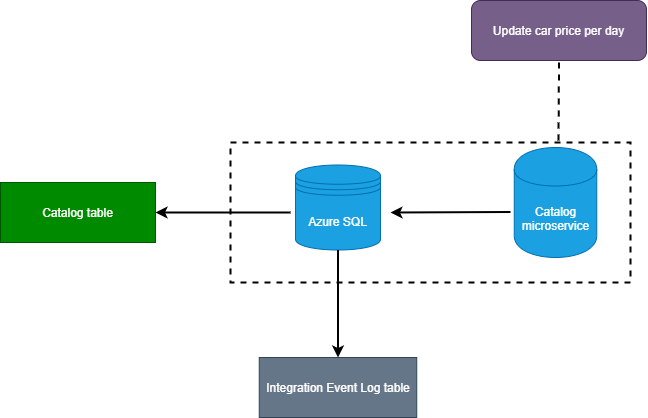 Update car price per day
Catalog table
Azure SQL
Catalog
microservice
Integration Event Log table